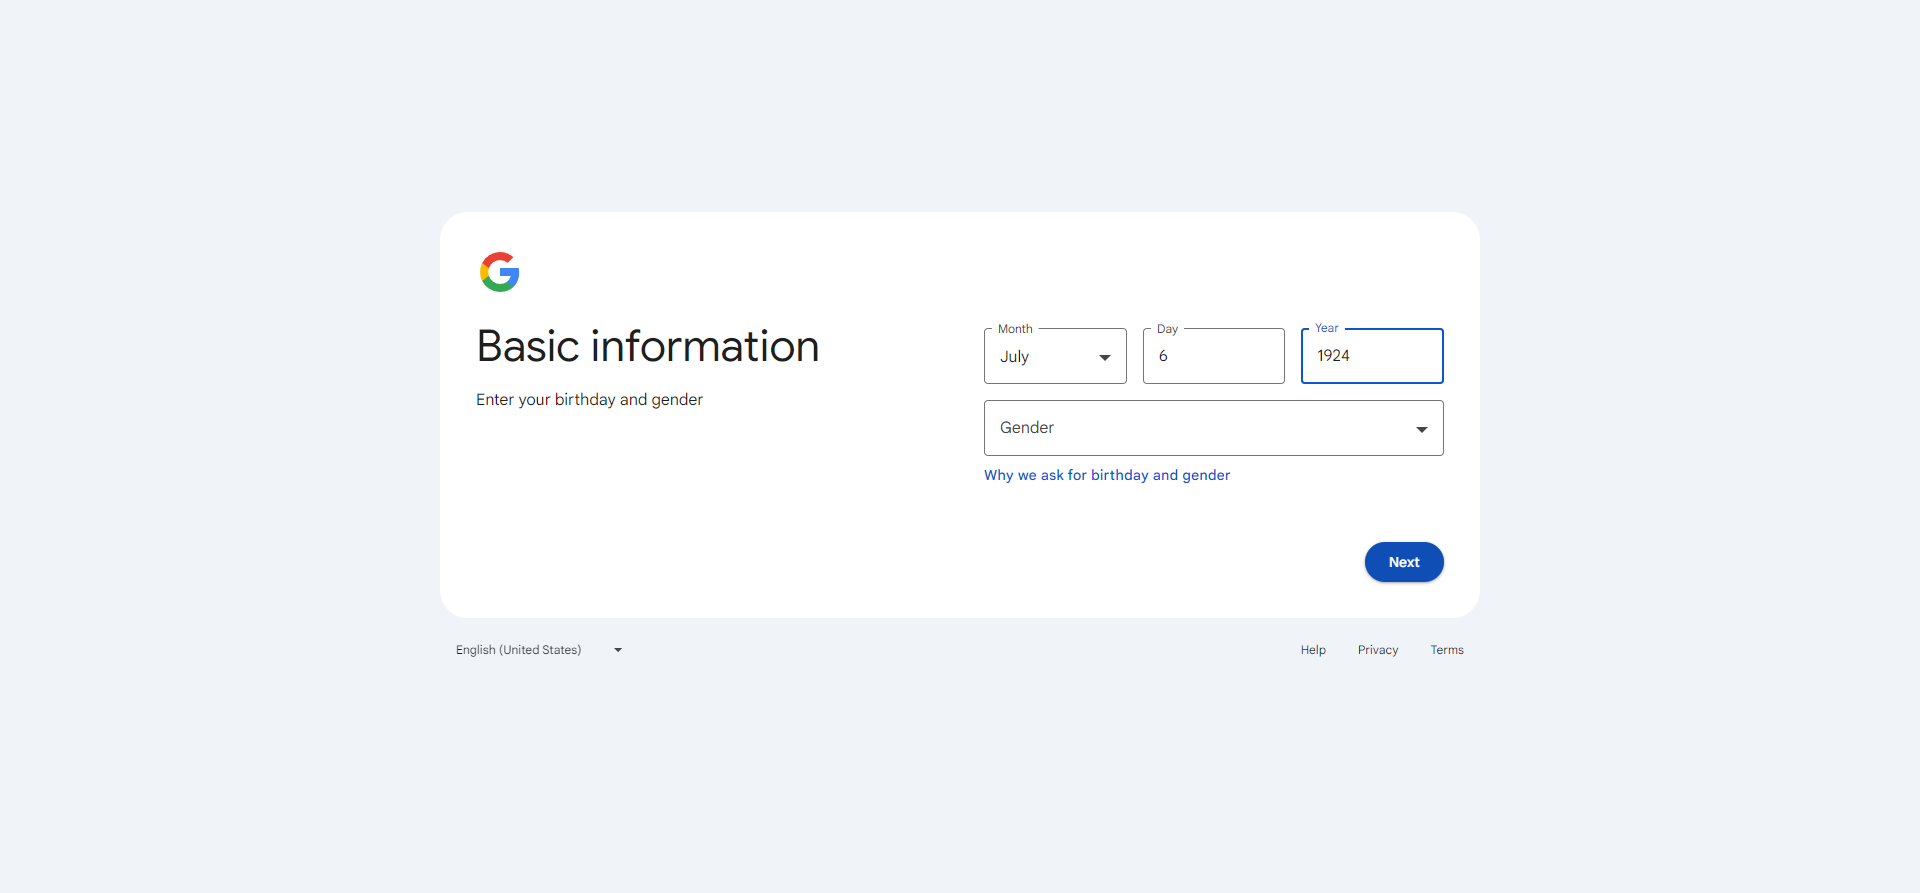 Basic information
Enter your birthday and gender
Month
July
Day
6
Year
1924
Gender
Why we ask for birthday and gender
Next
English (United States)
Help
Privacy
Terms